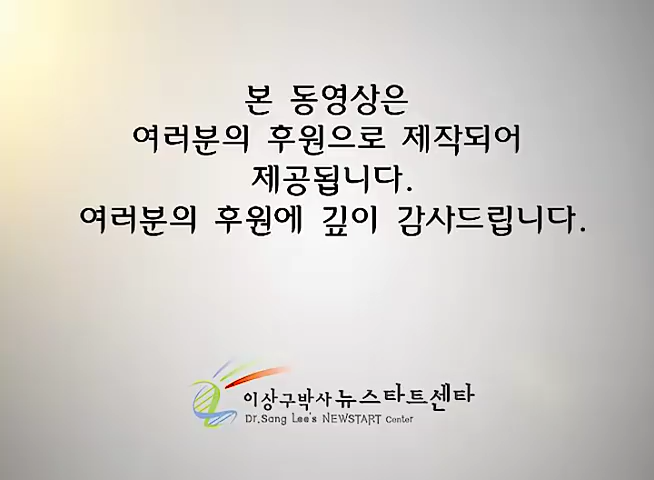 본 동영상은
여러분의 후원으로 제작되어
제공됩니다.
여러분의 후원에 깊이 감사드립니다.
이상구박사 뉴스타트센타
Dr.Sang Lee's NEWSTART Center